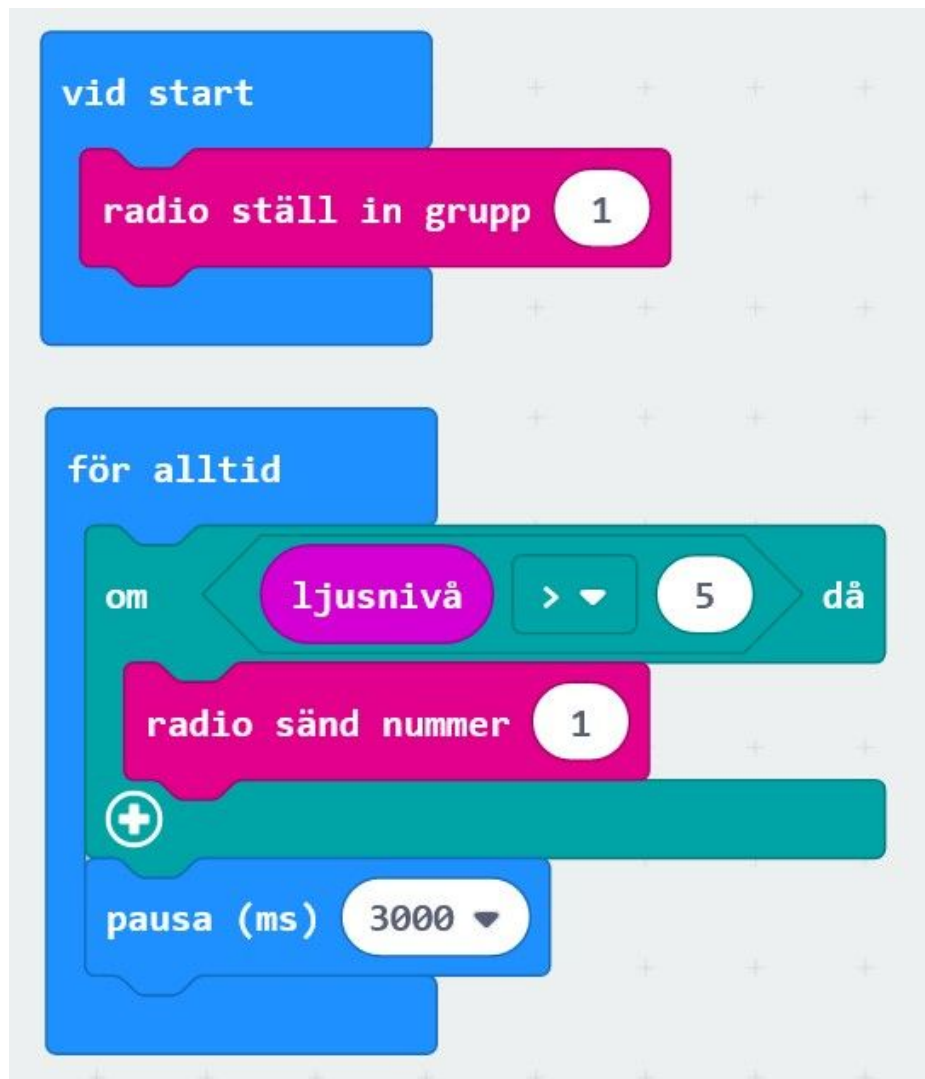 vid start
radio ställ in grupp 1
för alltid
om ljusnivå > 5 då
radio sänd nummer 1
pausa (ms) 3000